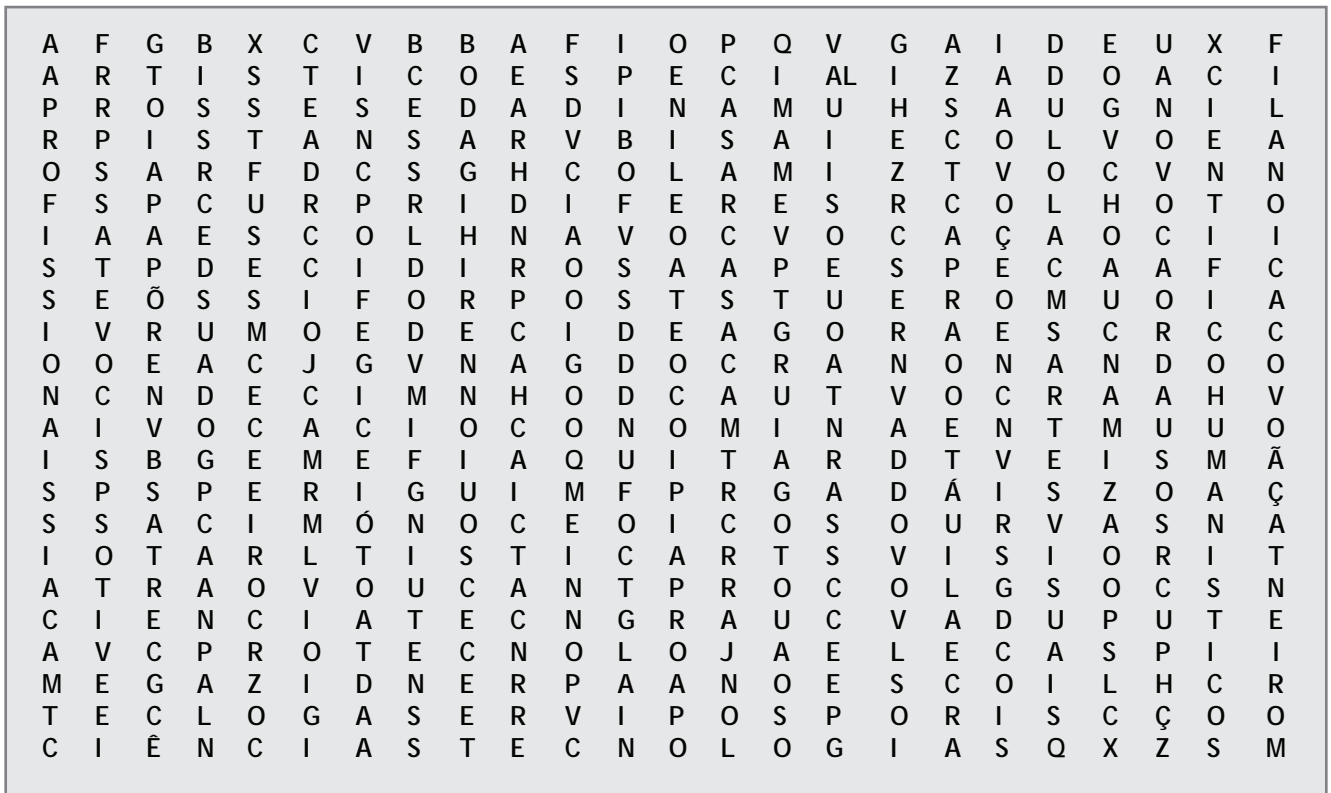 A F G B X C V B B A F I O P Q V G A I D E U X F
A R T I S T I C O E S P E C I AL I Z A D O A C I
P R O S S E S E D A D I N A M U H S A U G N I L
R P I S T A N S A R V B I S A I E C O L V O E A
O S A R F D C S G H C O L A M I Z T V O C V N N
F S P C U R P R I D I F E R E S R C O L H O T O
I A A E S C O L H N A V O C V O C A Ç A O C I I
S T P D E C I D I R O S A A P E S P E C A A F C
S E Õ S S I F O R P O S T S T U E R O M U O I A
I V R U M O E D E C I D E A G O R A E S C R C C
O O E A C J G V N A G D O C R A N O N A N D O O
N C N D E C I M N H O D C A U T V O C R A A H V
A I V O C A C I O C O N O M I N A E N T M U U O
I S B G E M E F I A Q U I T A R D T V E I S M Ã
S P S P E R I G U I M F P R G A D Á I S Z O A Ç
S S A C I M Ó N O C E O I C O S O U R V A S N A
I O T A R L T I S T I C A R T S V I S I O R I T
A T R A O V O U C A N T P R O C O L G S O C S N
C I E N C I A T E C N G R A U C V A D U P U T E
A V C P R O T E C N O L O J A E L E C A S P I I
M E G A Z I D N E R P A A N O E S C O I L H C R
T E C L O G A S E R V I P O S P O R I S C Ç O O
C I Ê N C I A S T E C N O L O G I A S Q X Z S M